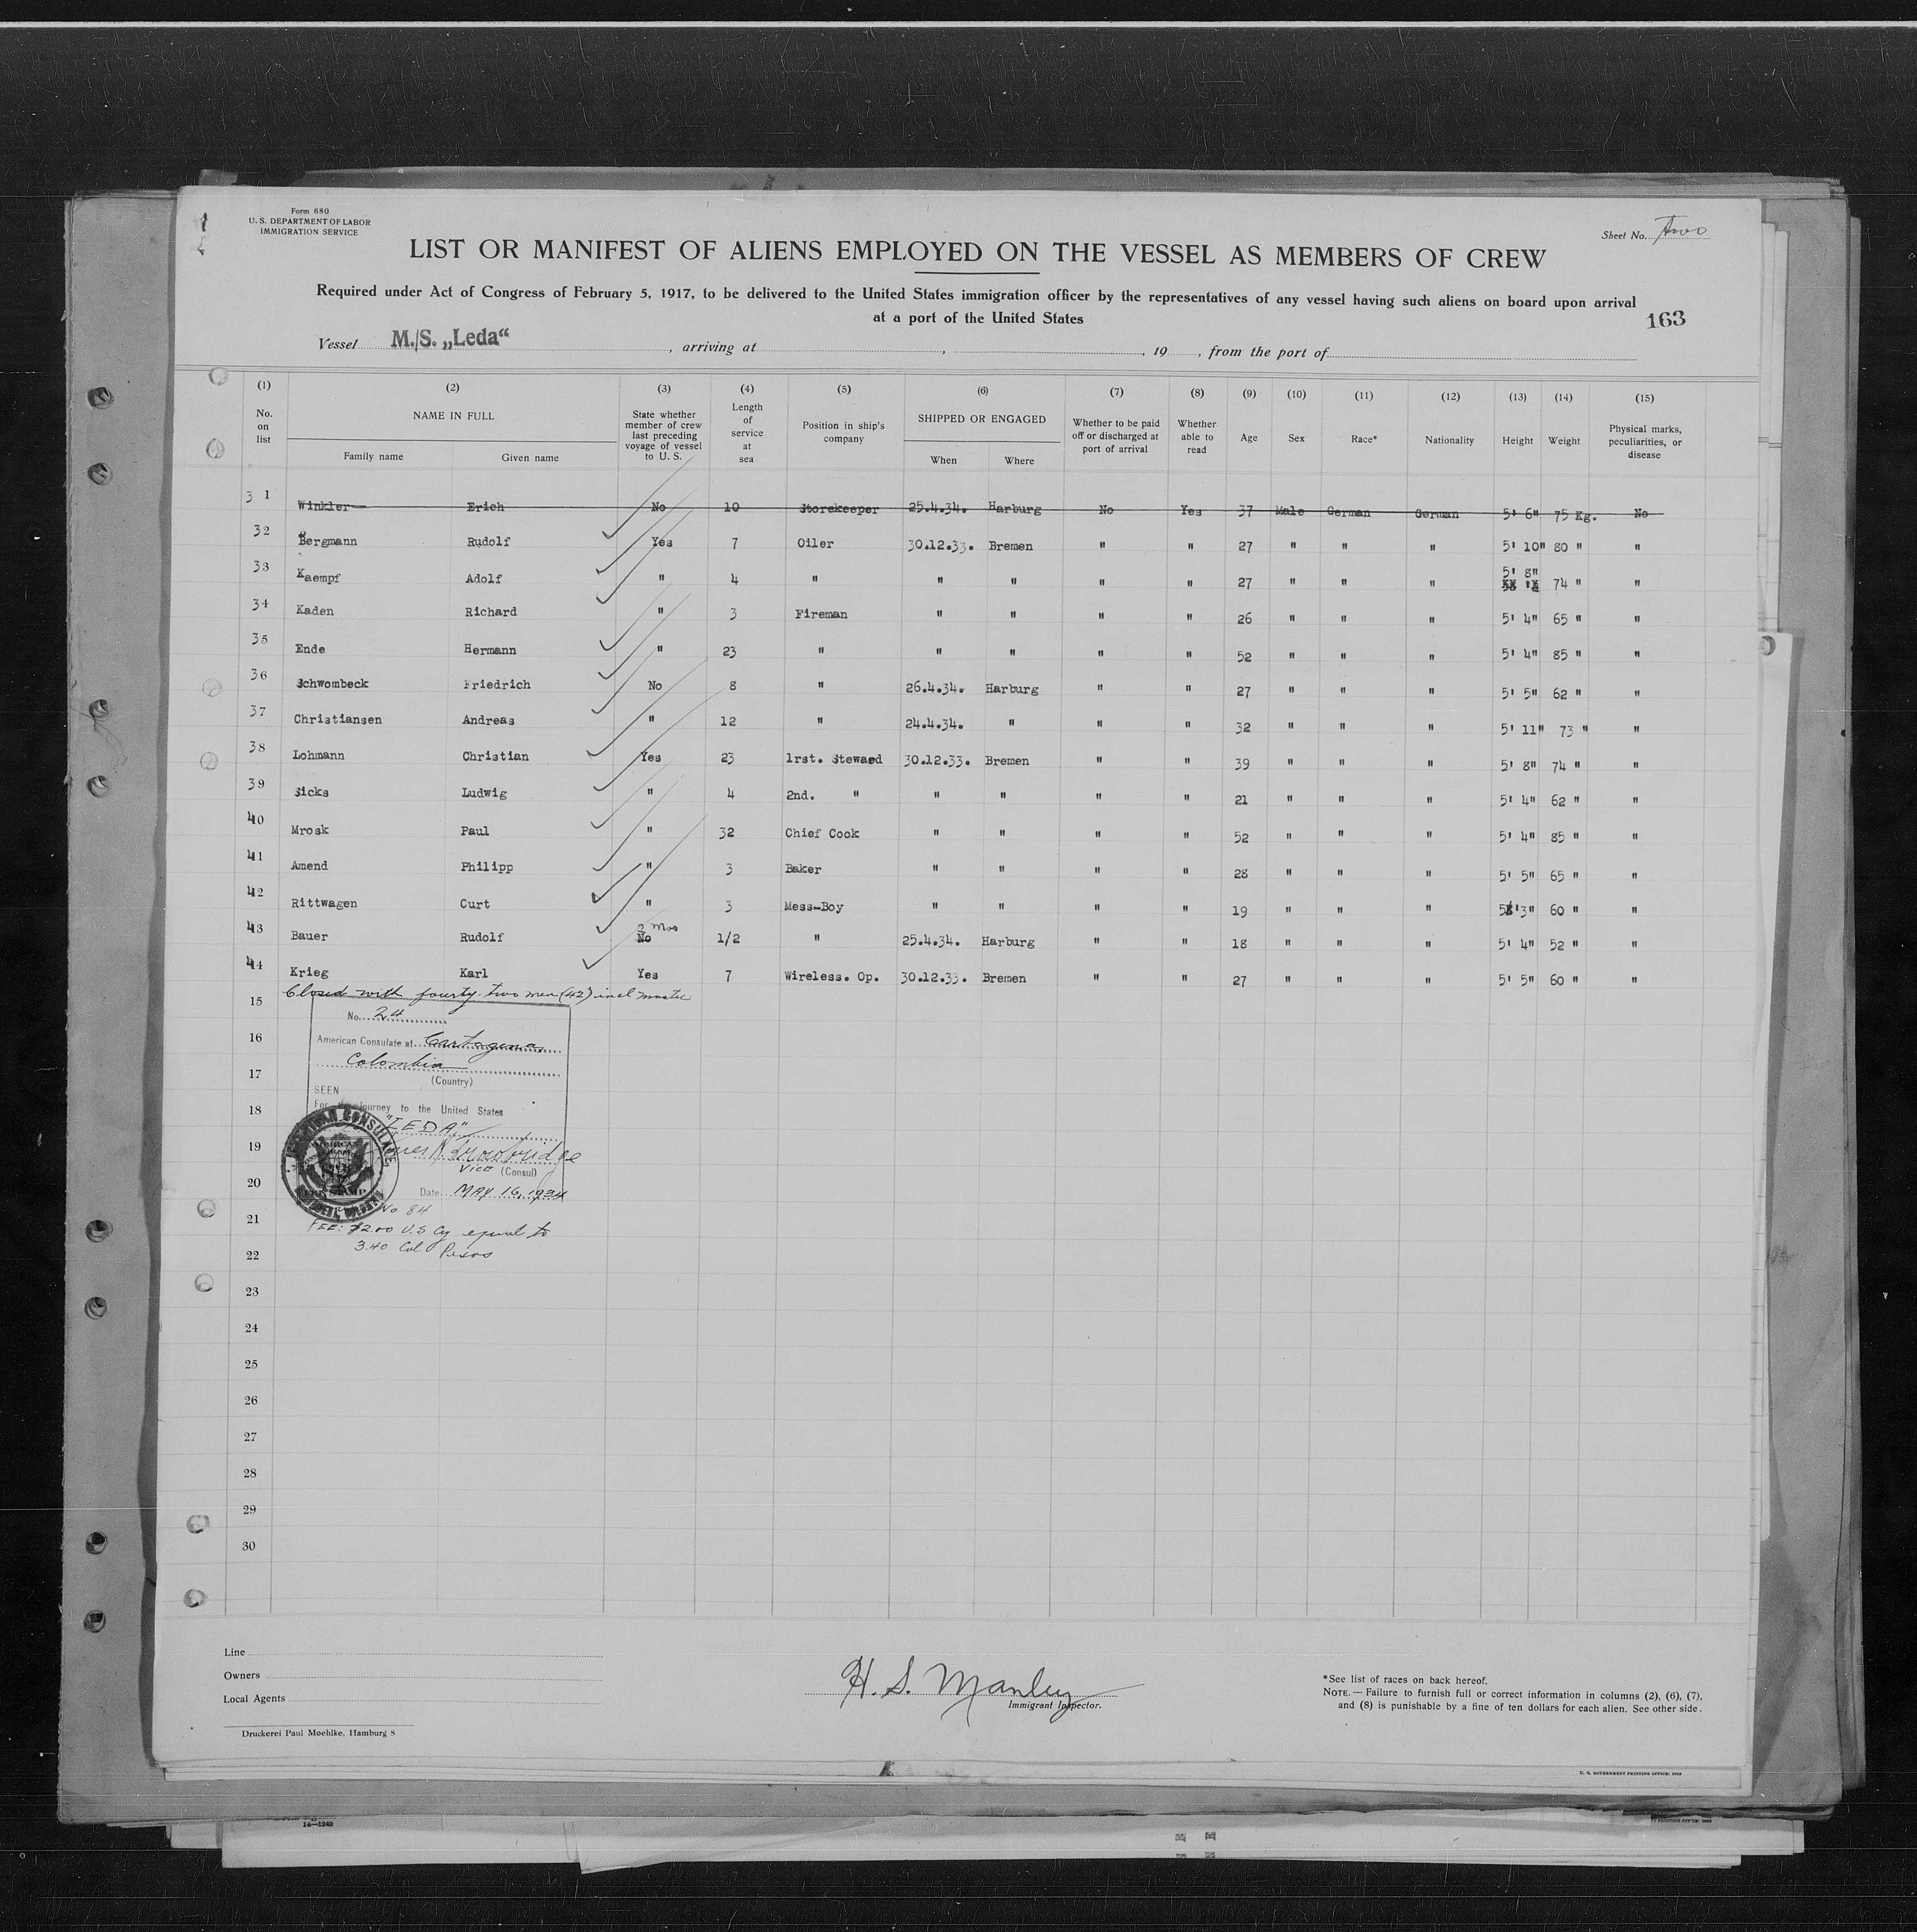 Form 680
U. S. DEPARTMENT OF LABOR
IMMIGRATION SERVICE
Sheet No. Two
LIST OR MANIFEST OF ALIENS EMPLOYED ON THE VESSEL AS MEMBERS OF CREW
Required under Act of Congress of February 5, 1917, to be delivered to the United States immigration officer by the representatives of any vessel having such aliens on board upon arrival
at a port of the United States
163
Vessel M./S. „Leda“ , arriving at , , 19 , from the port of
(1) (2) (3) (4) (5) (6) (7) (8) (9) (10) (11) (12) (13) (14) (15)
No. on list NAME IN FULL Family name Given name State whether member of crew last preceding voyage of vessel to U. S. Length of service at sea Position in ship's company SHIPPED OR ENGAGED When Where Whether to be paid off or discharged at port of arrival Whether able to read Age Sex Race* Nationality Height Weight Physical marks, peculiarities, or disease
31 Winkler Erich No 10 Storekeeper 25.4.34. Harburg No Yes 37 Male German German 5' 6" 75 Kg. No
32 Bergmann Rudolf Yes 7 Oiler 30.12.33. Bremen " " 27 " " " 5' 10" 80 " "
33 Kaempf Adolf " 4 " " " " " 27 " " " 5' 8" 74 " "
34 Kaden Richard " 3 Fireman " " " " 26 " " " 5' 4" 65 " "
35 Ende Hermann " 23 " " " " " 52 " " " 5' 4" 85 " "
36 Schwombeck Friedrich No 8 " 26.4.34. Harburg " " 27 " " " 5' 5" 62 " "
37 Christiansen Andreas " 12 " 24.4.34. " " " 32 " " " 5' 11" 73 " "
38 Lohmann Christian Yes 23 1rst. Steward 30.12.33. Bremen " " 39 " " " 5' 8" 74 " "
39 Sicks Ludwig " 4 2nd. " " " " " 21 " " " 5' 4" 62 " "
40 Mrosk Paul " 32 Chief Cook " " " " 52 " " " 5' 4" 85 " "
41 Amend Philipp " 3 Baker " " " " 28 " " " 5' 5" 65 " "
42 Rittwagen Curt " 3 Mess-Boy " " " " 19 " " " 5'3" 60 " "
43 Bauer Rudolf No 2 mos 1/2 " 25.4.34. Harburg " " 18 " " " 5' 4" 52 " "
44 Krieg Karl Yes 7 Wireless. Op. 30.12.33. Bremen " " 27 " " " 5' 5" 60 " "
Closed with fourty-two men (42) incl master
15
No. 24
16 American Consulate at Cartagena,
Colombia
17 (Country)
SEEN
18 For the journey to the United States
"LEDA"
19 Trowbridge
Vice (Consul)
20 Date MAY 16, 1934
No 84
21 FEE: $2.00 U.S Cy equal to
22 3.40 Col Pesos
23
24
25
26
27
28
29
30
Line
Owners
Local Agents
Druckerei Paul Moehlke, Hamburg 8
H. S. Manley
Immigrant Inspector.
*See list of races on back hereof.
NOTE.—Failure to furnish full or correct information in columns (2), (6), (7),
and (8) is punishable by a fine of ten dollars for each alien. See other side.
U. S. GOVERNMENT PRINTING OFFICE:
14—1240